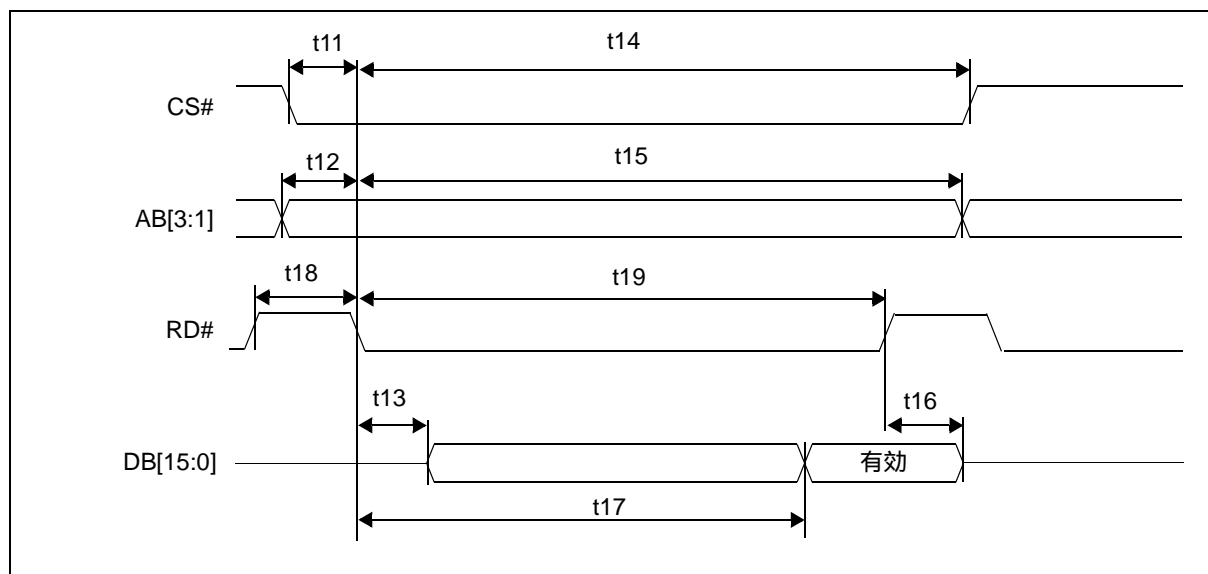 t11
t14
CS#
t12
t15
AB[3:1]
t18
t19
RD#
t13
t16
DB[15:0]
有効
t17